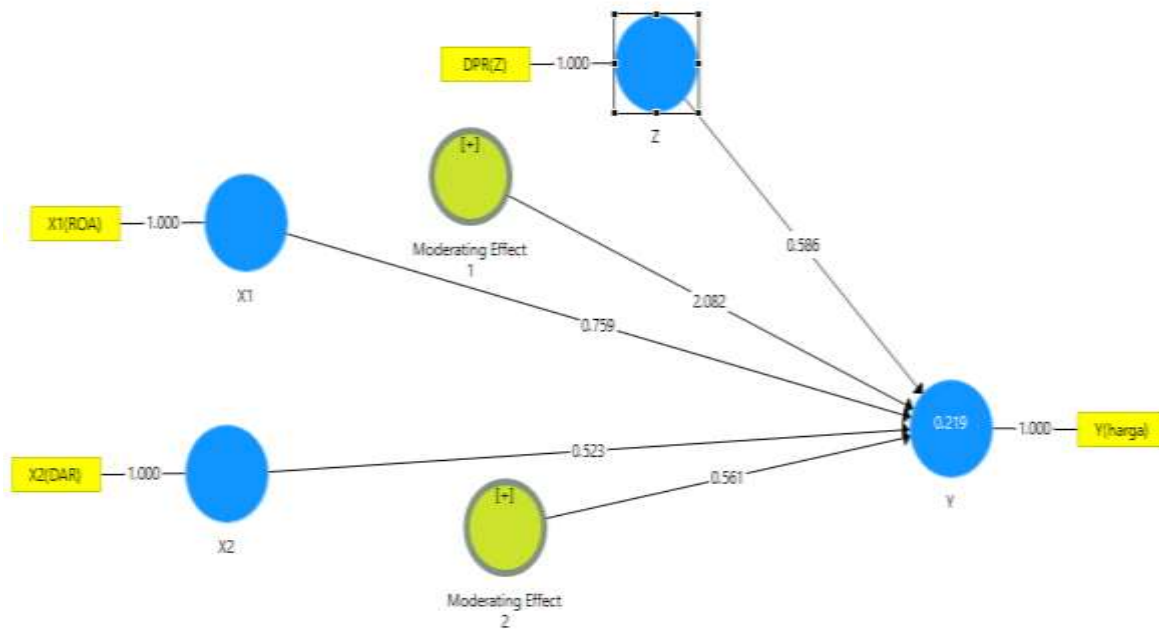 DPR(Z)
1.000
Z
[+]
Moderating Effect
1
X1(ROA)
1.000
X1
0.586
2.082
0.759
0.219
1.000
Y(harga)
Y
X2(DAR)
1.000
X2
0.523
0.561
[+]
Moderating Effect
2